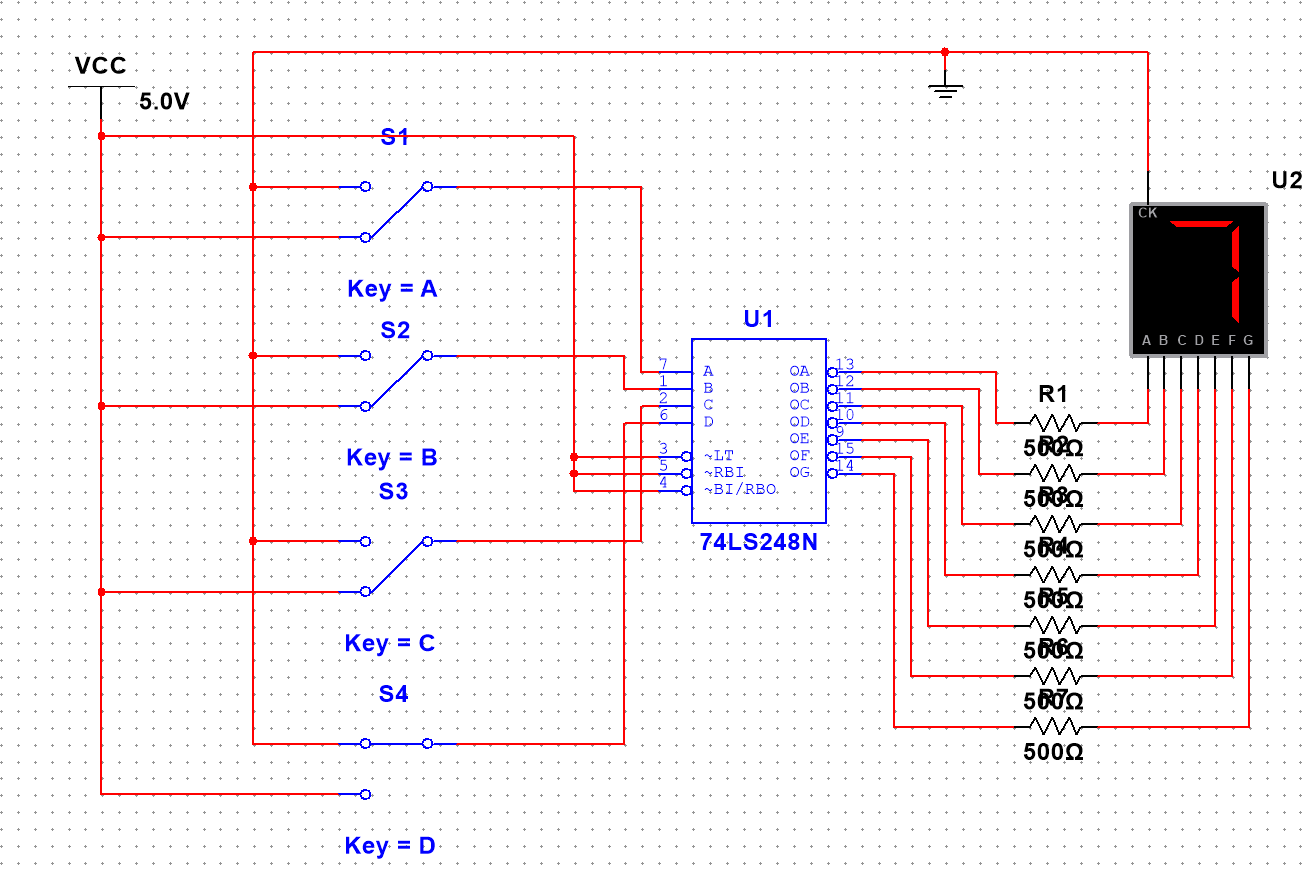 VCC
5.0V
S1
Key = A
S2
Key = B
S3
Key = C
S4
Key = D
U1
7 A OA 13
1 B OB 12
2 C OC 11
6 D OD 10
OE 9
3 ~LT OF 15
5 ~RBI OG 14
4 ~BI/RBO
74LS248N
U2
CK
7
A B C D E F G
R1
500Ω
R2
500Ω
R3
500Ω
R4
500Ω
R5
500Ω
R6
500Ω
R7
500Ω